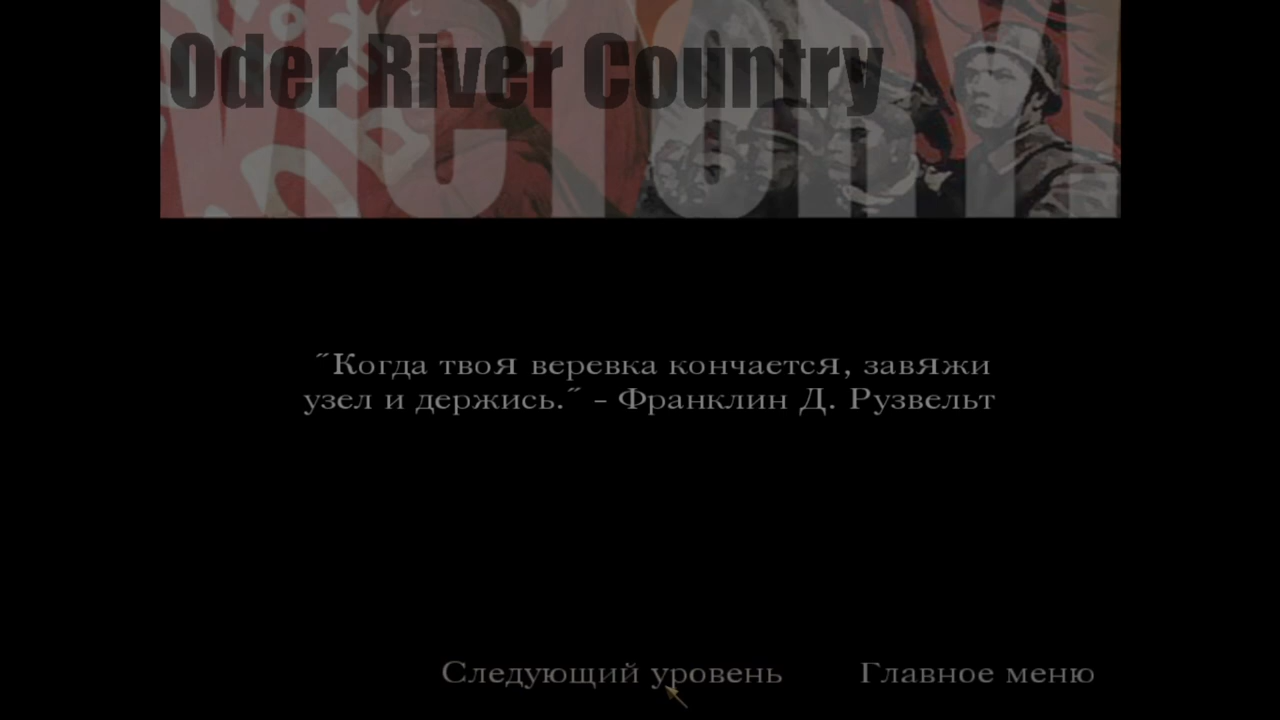 VICTORY
Oder River Country
˝Когда твоя веревка кончается, завяжи
узел и держись.˝ - Франклин Д. Рузвельт
Следующий уровень
Главное меню